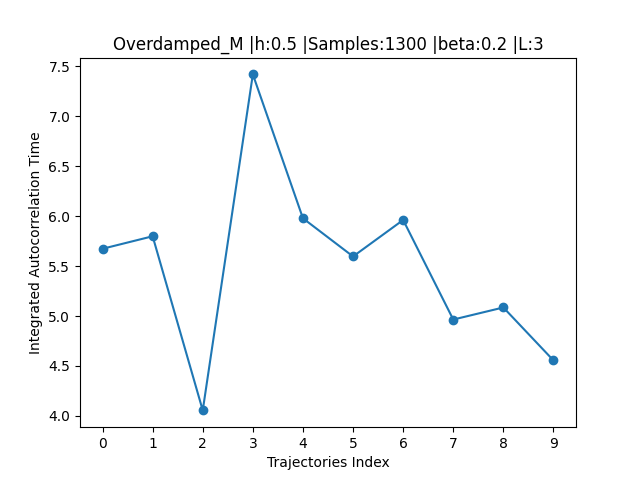 Overdamped_M |h:0.5 |Samples:1300 |beta:0.2 |L:3
Integrated Autocorrelation Time
7.5
7.0
6.5
6.0
5.5
5.0
4.5
4.0
0 1 2 3 4 5 6 7 8 9
Trajectories Index